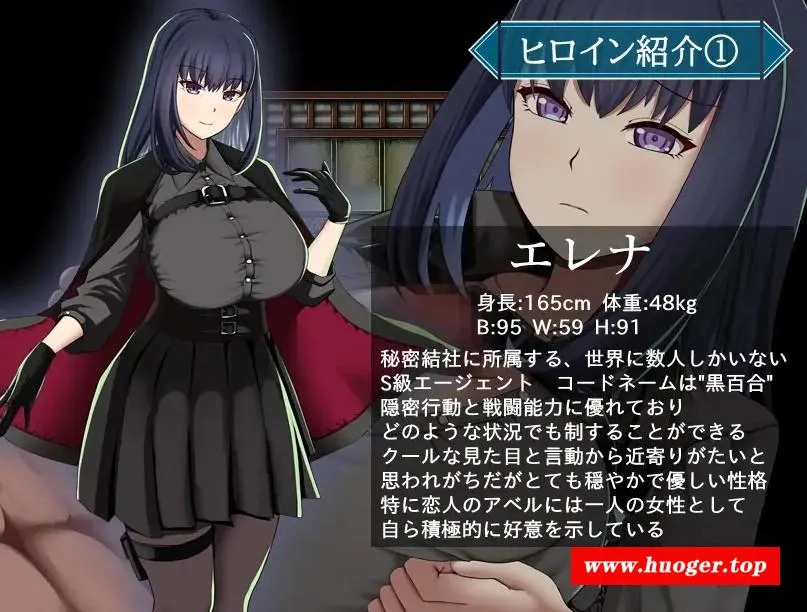 ヒロイン紹介①
エレナ
身長:165cm 体重:48kg
B:95 W:59 H:91
秘密結社に所属する、世界に数人しかいない
S級エージェント　コードネームは"黒百合"
隠密行動と戦闘能力に優れており
どのような状況でも制することができる
クールな見た目と言動から近寄りがたいと
思われがちだがとても穏やかで優しい性格
特に恋人のアベルには一人の女性として
自ら積極的に好意を示している
www.huoger.top